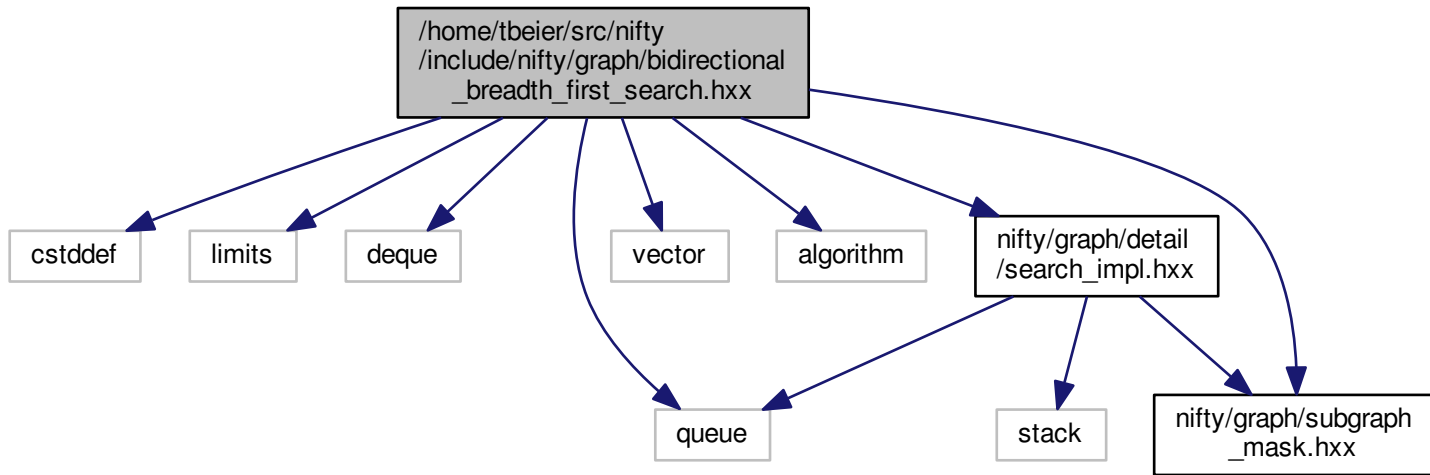 /home/tbeier/src/nifty
/include/nifty/graph/bidirectional
_breadth_first_search.hxx
cstddef
limits
deque
vector
algorithm
nifty/graph/detail
/search_impl.hxx
queue
stack
nifty/graph/subgraph
_mask.hxx